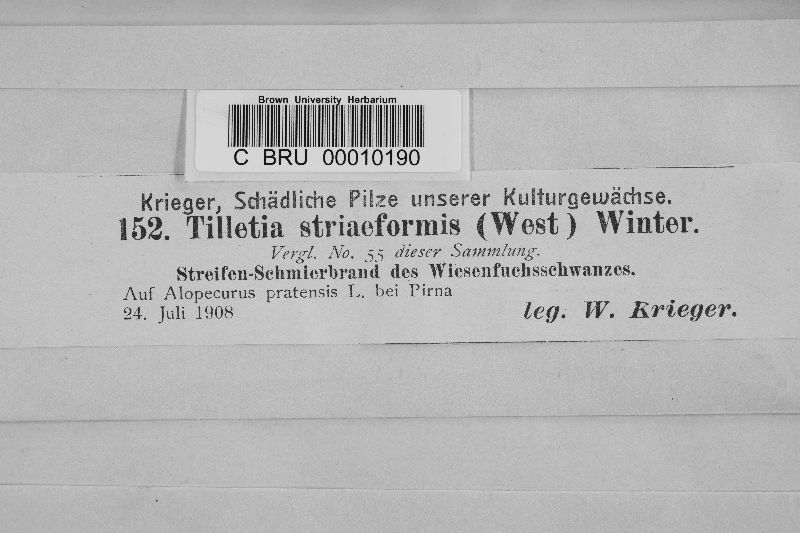 Brown University Herbarium
C BRU 00010190
Krieger, Schädliche Pilze unserer Kulturgewächse.
152. Tilletia striaeformis (West) Winter.
Vergl. No. 55 dieser Sammlung.
Streifen-Schmierbrand des Wiesenfuchsschwanzes.
Auf Alopecurus pratensis L. bei Pirna
24. Juli 1908
leg. W. Krieger.